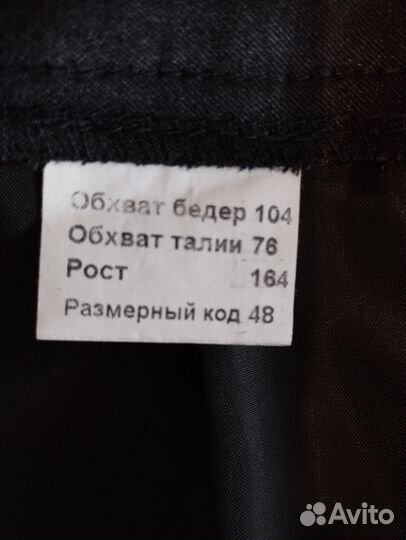 Обхват бедер 104
Обхват талии 76
Рост 164
Размерный код 48
Avito